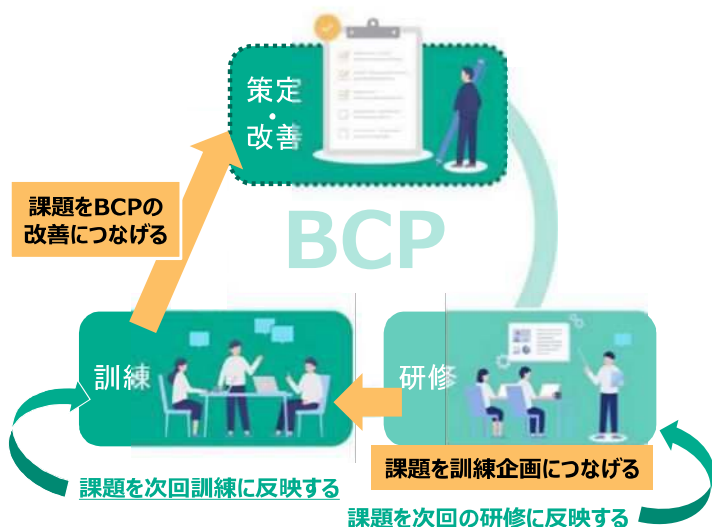 策定
・
改善
課題をBCPの
改善につなげる
BCP
訓練
研修
課題を訓練企画につなげる
課題を次回訓練に反映する
課題を次回の研修に反映する